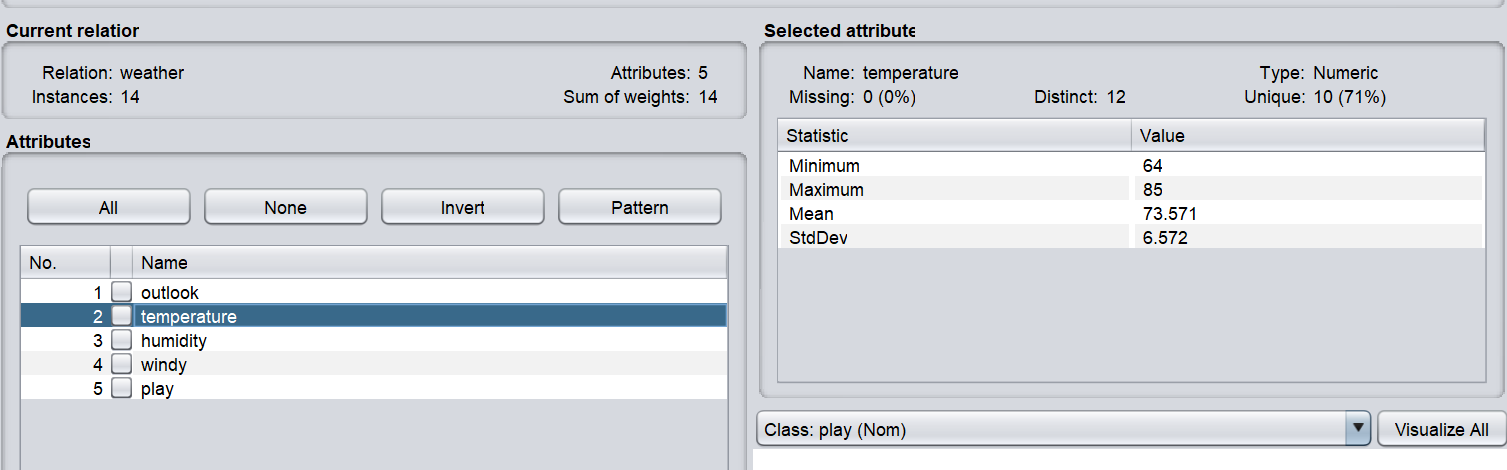 Current relation
Relation: weather
Attributes: 5
Instances: 14
Sum of weights: 14
Attributes
All
None
Invert
Pattern
No.
Name
1 outlook
2 temperature
3 humidity
4 windy
5 play
Selected attribute
Name: temperature
Type: Numeric
Missing: 0 (0%)
Distinct: 12
Unique: 10 (71%)
Statistic
Value
Minimum 64
Maximum 85
Mean 73.571
StdDev 6.572
Class: play (Nom)
Visualize All